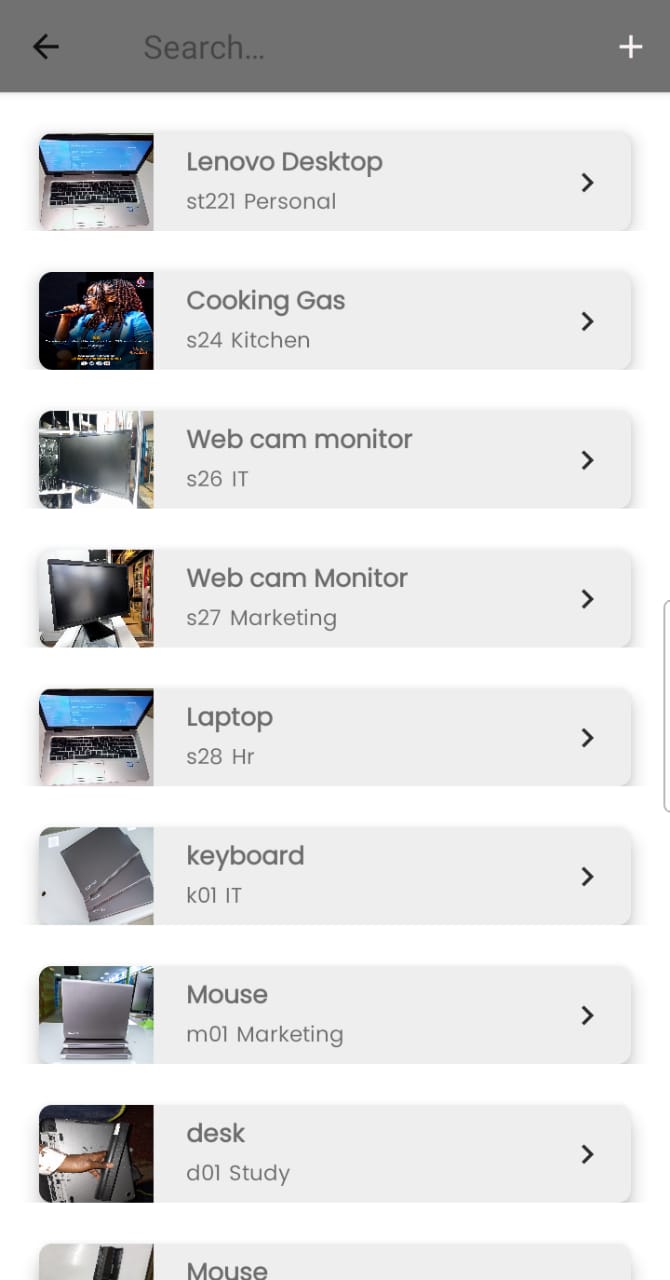 Search...
Lenovo Desktop
st221 Personal
Cooking Gas
s24 Kitchen
Web cam monitor
s26 IT
Web cam Monitor
s27 Marketing
Laptop
s28 Hr
keyboard
k01 IT
Mouse
m01 Marketing
desk
d01 Study
Mouse